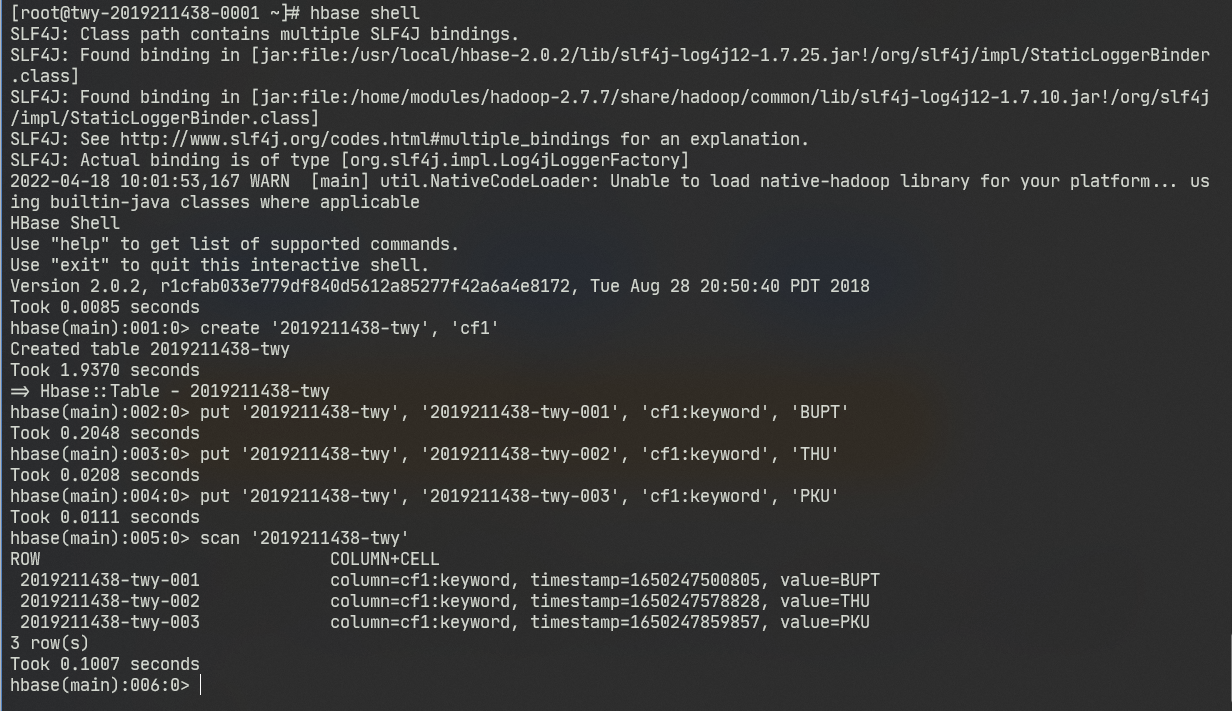 [root@twy-2019211438-0001 ~]# hbase shell
SLF4J: Class path contains multiple SLF4J bindings.
SLF4J: Found binding in [jar:file:/usr/local/hbase-2.0.2/lib/slf4j-log4j12-1.7.25.jar!/org/slf4j/impl/StaticLoggerBinder
.class]
SLF4J: Found binding in [jar:file:/home/modules/hadoop-2.7.7/share/hadoop/common/lib/slf4j-log4j12-1.7.10.jar!/org/slf4j
/impl/StaticLoggerBinder.class]
SLF4J: See http://www.slf4j.org/codes.html#multiple_bindings for an explanation.
SLF4J: Actual binding is of type [org.slf4j.impl.Log4jLoggerFactory]
2022-04-18 10:01:53,167 WARN  [main] util.NativeCodeLoader: Unable to load native-hadoop library for your platform... us
ing builtin-java classes where applicable
HBase Shell
Use "help" to get list of supported commands.
Use "exit" to quit this interactive shell.
Version 2.0.2, r1cfab033e779df840d5612a85277f42a6a4e8172, Tue Aug 28 20:50:40 PDT 2018
Took 0.0085 seconds
hbase(main):001:0> create '2019211438-twy', 'cf1'
Created table 2019211438-twy
Took 1.9370 seconds
=> Hbase::Table - 2019211438-twy
hbase(main):002:0> put '2019211438-twy', '2019211438-twy-001', 'cf1:keyword', 'BUPT'
Took 0.2048 seconds
hbase(main):003:0> put '2019211438-twy', '2019211438-twy-002', 'cf1:keyword', 'THU'
Took 0.0208 seconds
hbase(main):004:0> put '2019211438-twy', '2019211438-twy-003', 'cf1:keyword', 'PKU'
Took 0.0111 seconds
hbase(main):005:0> scan '2019211438-twy'
ROW                             COLUMN+CELL
 2019211438-twy-001             column=cf1:keyword, timestamp=1650247500805, value=BUPT
 2019211438-twy-002             column=cf1:keyword, timestamp=1650247578828, value=THU
 2019211438-twy-003             column=cf1:keyword, timestamp=1650247859857, value=PKU
3 row(s)
Took 0.1007 seconds
hbase(main):006:0>